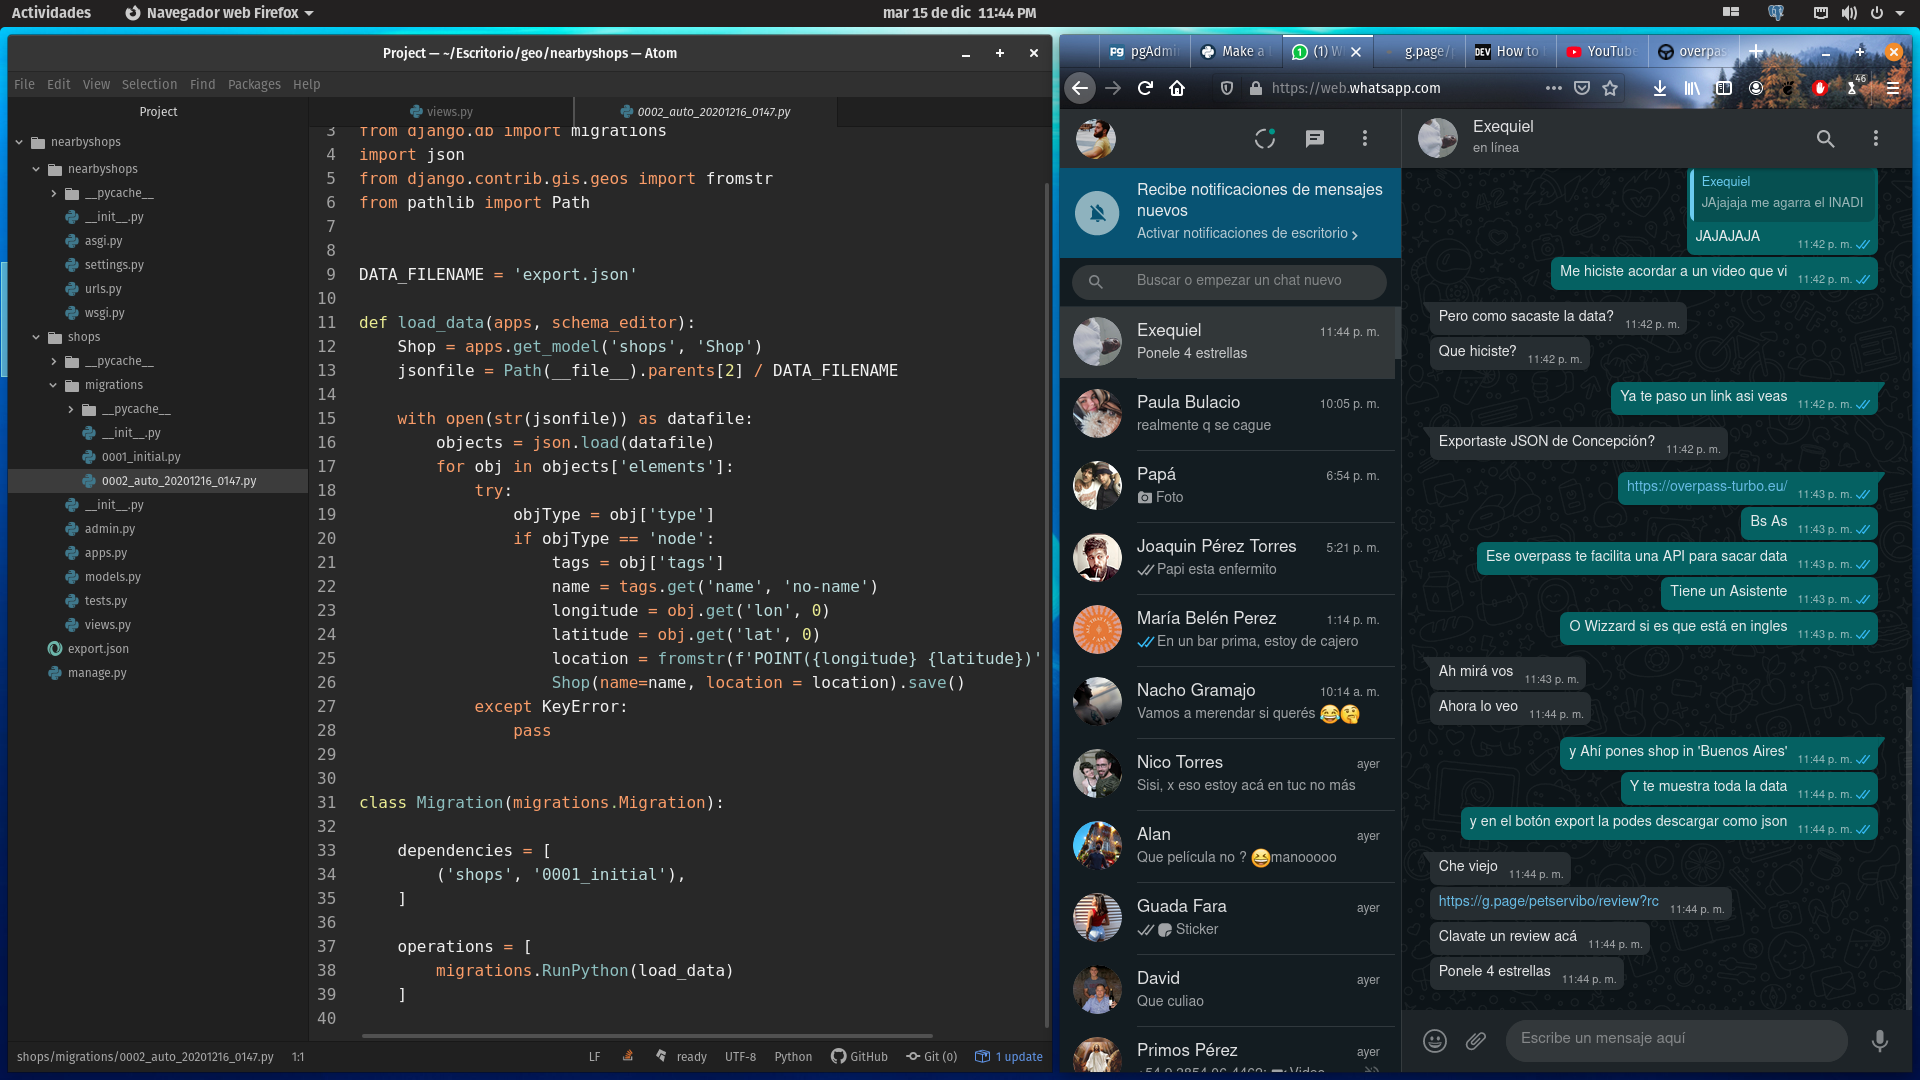 Actividades
Navegador web Firefox
mar 15 de dic 11:44 PM
Project — ~/Escritorio/geo/nearbyshops — Atom
File Edit View Selection Find Packages Help
Project
nearbyshops
nearbyshops
__pycache__
__init__.py
asgi.py
settings.py
urls.py
wsgi.py
shops
__pycache__
migrations
__pycache__
__init__.py
0001_initial.py
0002_auto_20201216_0147.py
__init__.py
admin.py
apps.py
models.py
tests.py
views.py
export.json
manage.py
views.py
0002_auto_20201216_0147.py
3 from django.db import migrations
4 import json
5 from django.contrib.gis.geos import fromstr
6 from pathlib import Path
7
8
9 DATA_FILENAME = 'export.json'
10
11 def load_data(apps, schema_editor):
12 Shop = apps.get_model('shops', 'Shop')
13 jsonfile = Path(__file__).parents[2] / DATA_FILENAME
14
15 with open(str(jsonfile)) as datafile:
16 objects = json.load(datafile)
17 for obj in objects['elements']:
18 try:
19 objType = obj['type']
20 if objType == 'node':
21 tags = obj['tags']
22 name = tags.get('name', 'no-name')
23 longitude = obj.get('lon', 0)
24 latitude = obj.get('lat', 0)
25 location = fromstr(f'POINT({longitude} {latitude})'
26 Shop(name=name, location = location).save()
27 except KeyError:
28 pass
29
30
31 class Migration(migrations.Migration):
32
33 dependencies = [
34 ('shops', '0001_initial'),
35 ]
36
37 operations = [
38 migrations.RunPython(load_data)
39 ]
40
shops/migrations/0002_auto_20201216_0147.py 1:1
LF ready UTF-8 Python GitHub Git (0) 1 update
Pg pgAdmi
Make a
(1) W
g.page/p
DEV How to
YouTube
overpas
https://web.whatsapp.com
46
Recibe notificaciones de mensajes
nuevos
Activar notificaciones de escritorio
Buscar o empezar un chat nuevo
Exequiel 11:44 p. m.
Ponele 4 estrellas
Paula Bulacio 10:05 p. m.
realmente q se cague
Papá 6:54 p. m.
Foto
Joaquin Pérez Torres 5:21 p. m.
Papi esta enfermito
María Belén Perez 1:14 p. m.
En un bar prima, estoy de cajero
Nacho Gramajo 10:14 a. m.
Vamos a merendar si querés 😂🤔
Nico Torres ayer
Sisi, x eso estoy acá en tuc no más
Alan ayer
Que película no ? 😆manooooo
Guada Fara ayer
Sticker
David ayer
Que culiao
Primos Pérez ayer
Exequiel
en línea
Exequiel
JAjajaja me agarra el INADI
JAJAJAJA 11:42 p. m.
Me hiciste acordar a un video que vi 11:42 p. m.
Pero como sacaste la data? 11:42 p. m.
Que hiciste? 11:42 p. m.
Ya te paso un link asi veas 11:42 p. m.
Exportaste JSON de Concepción? 11:42 p. m.
https://overpass-turbo.eu/ 11:43 p. m.
Bs As 11:43 p. m.
Ese overpass te facilita una API para sacar data 11:43 p. m.
Tiene un Asistente 11:43 p. m.
O Wizzard si es que está en ingles 11:43 p. m.
Ah mirá vos 11:43 p. m.
Ahora lo veo 11:44 p. m.
y Ahí pones shop in 'Buenos Aires' 11:44 p. m.
Y te muestra toda la data 11:44 p. m.
y en el botón export la podes descargar como json 11:44 p. m.
Che viejo 11:44 p. m.
https://g.page/petservibo/review?rc 11:44 p. m.
Clavate un review acá 11:44 p. m.
Ponele 4 estrellas 11:44 p. m.
Escribe un mensaje aquí